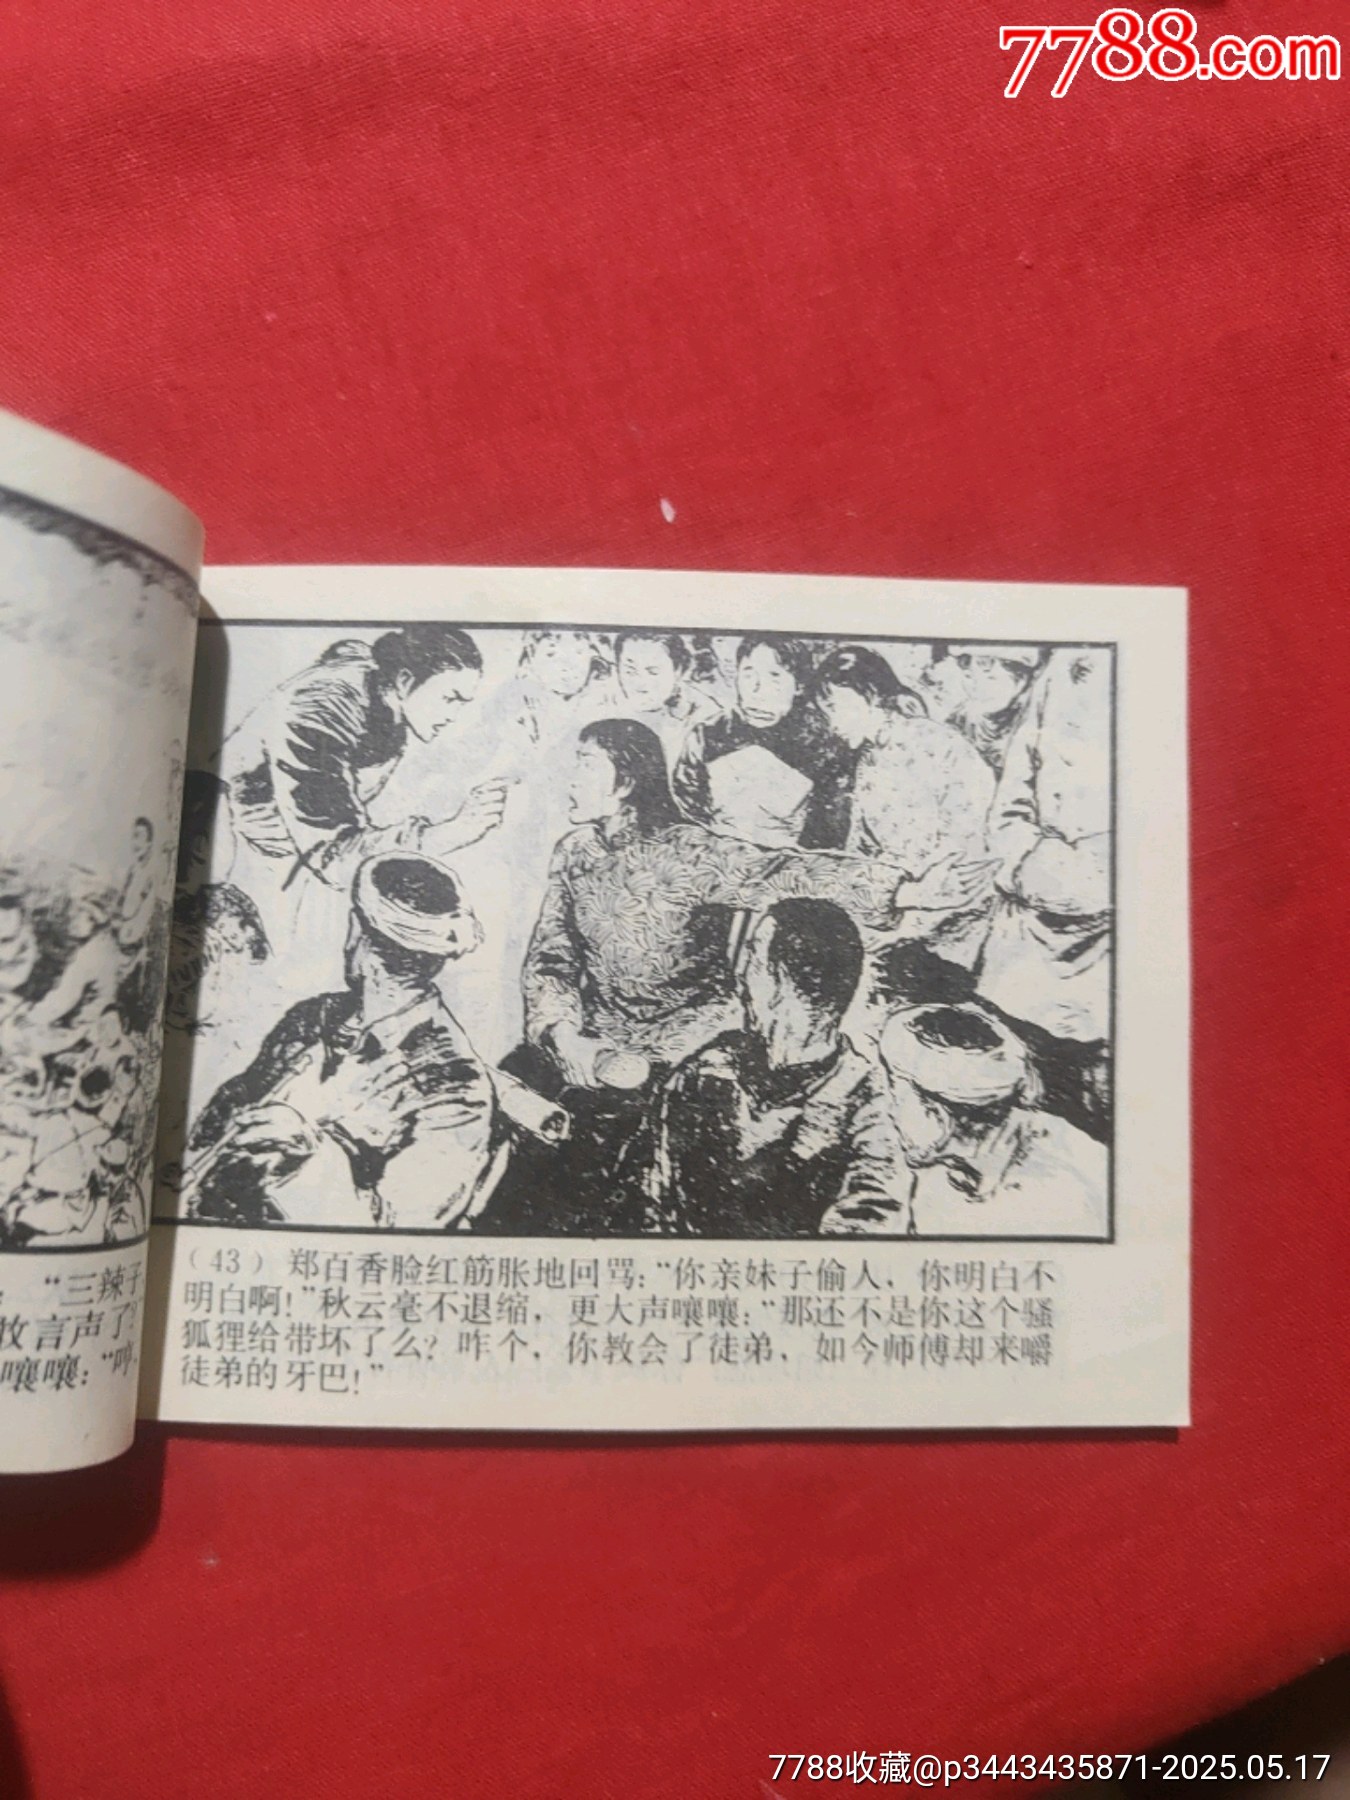 7788.com
“三辣子
牧言声了?
嚷嚷：“哼，
（43） 郑百香脸红筋胀地回骂：“你亲妹子偷人，你明白不
明白啊！”秋云毫不退缩，更大声嚷嚷：“那还不是你这个骚
狐狸给带坏了么？咋个，你教会了徒弟，如今师傅却来嚼
徒弟的牙巴！”
7788收藏@p3443435871-2025.05.17